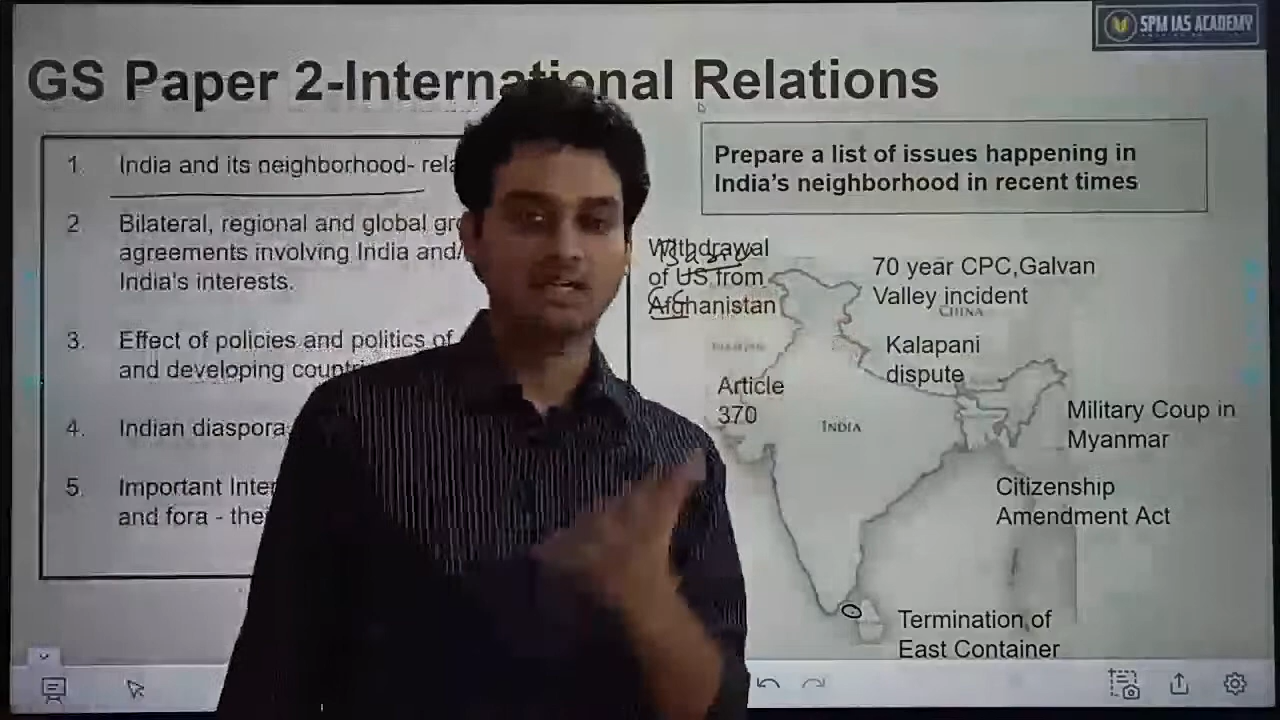 SPM IAS ACADEMY
GS Paper 2-International Relations
1. India and its neighborhood- rela
2 Bilateral, regional and global gro
agreements involving India and/
India's interests.
3. Effect of policies and politics of
and developing countri
4. Indian diaspora
5. Important Inter
and fora - thei
Prepare a list of issues happening in
India's neighborhood in recent times
Withdrawal
of US from
Afghanistan
70 year CPC,Galvan
Valley incident
CHINA
Kalapani
dispute
Article
370
INDIA
Military Coup in
Myanmar
Citizenship
Amendment Act
Termination of
East Container